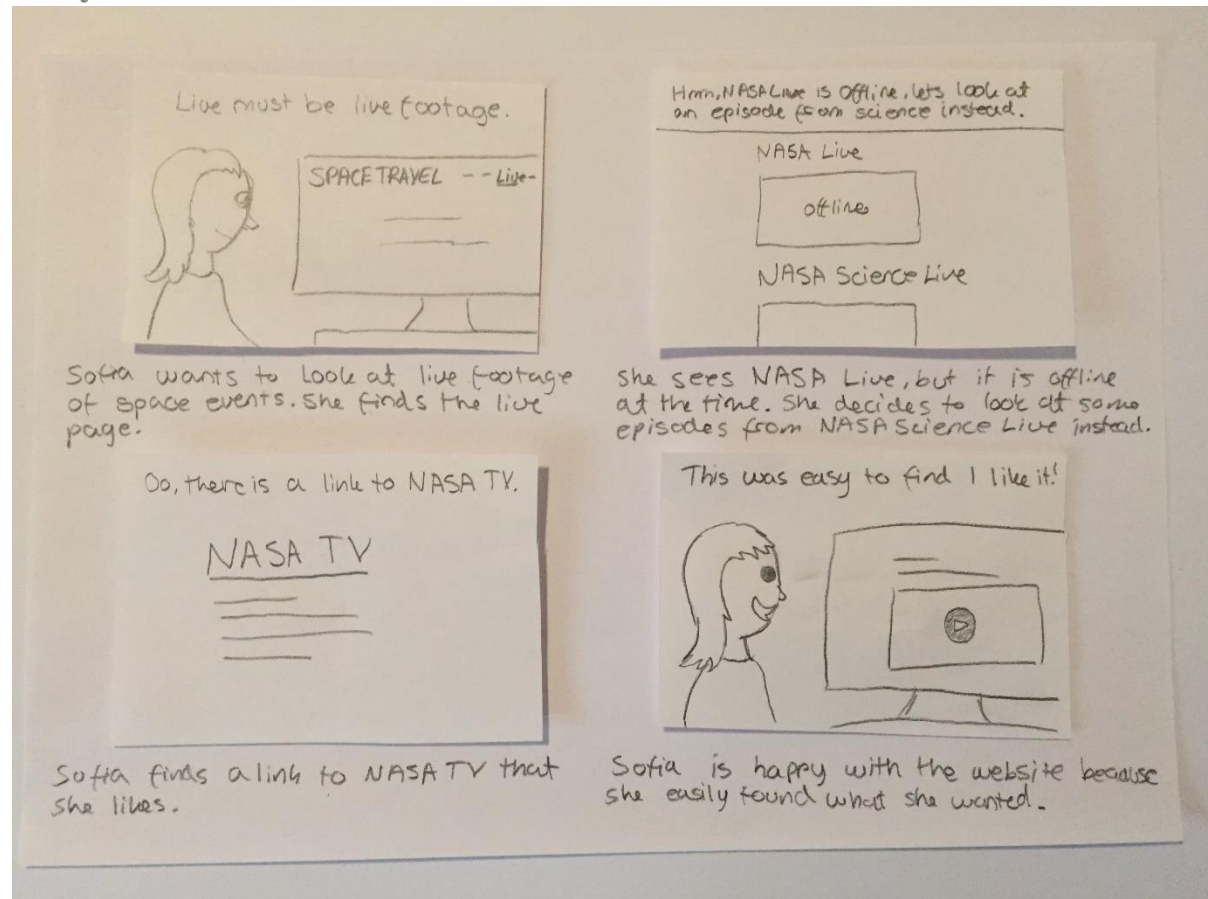 Live must be live footage.
SPACE TRAVEL - - Live -
Sofia wants to look at live footage
of space events. She finds the live
page.
Hmm, NASA Live is Offline, lets look at
an episode from science instead.
NASA Live
offline
NASA Science Live
She sees NASA Live, but it is offline
at the time. She decides to look at some
episodes from NASA Science Live instead.
Oo, there is a link to NASA TV.
NASA TV
Sofia finds a link to NASA TV that
she likes.
This was easy to find I like it!
Sofia is happy with the website because
she easily found what she wanted.